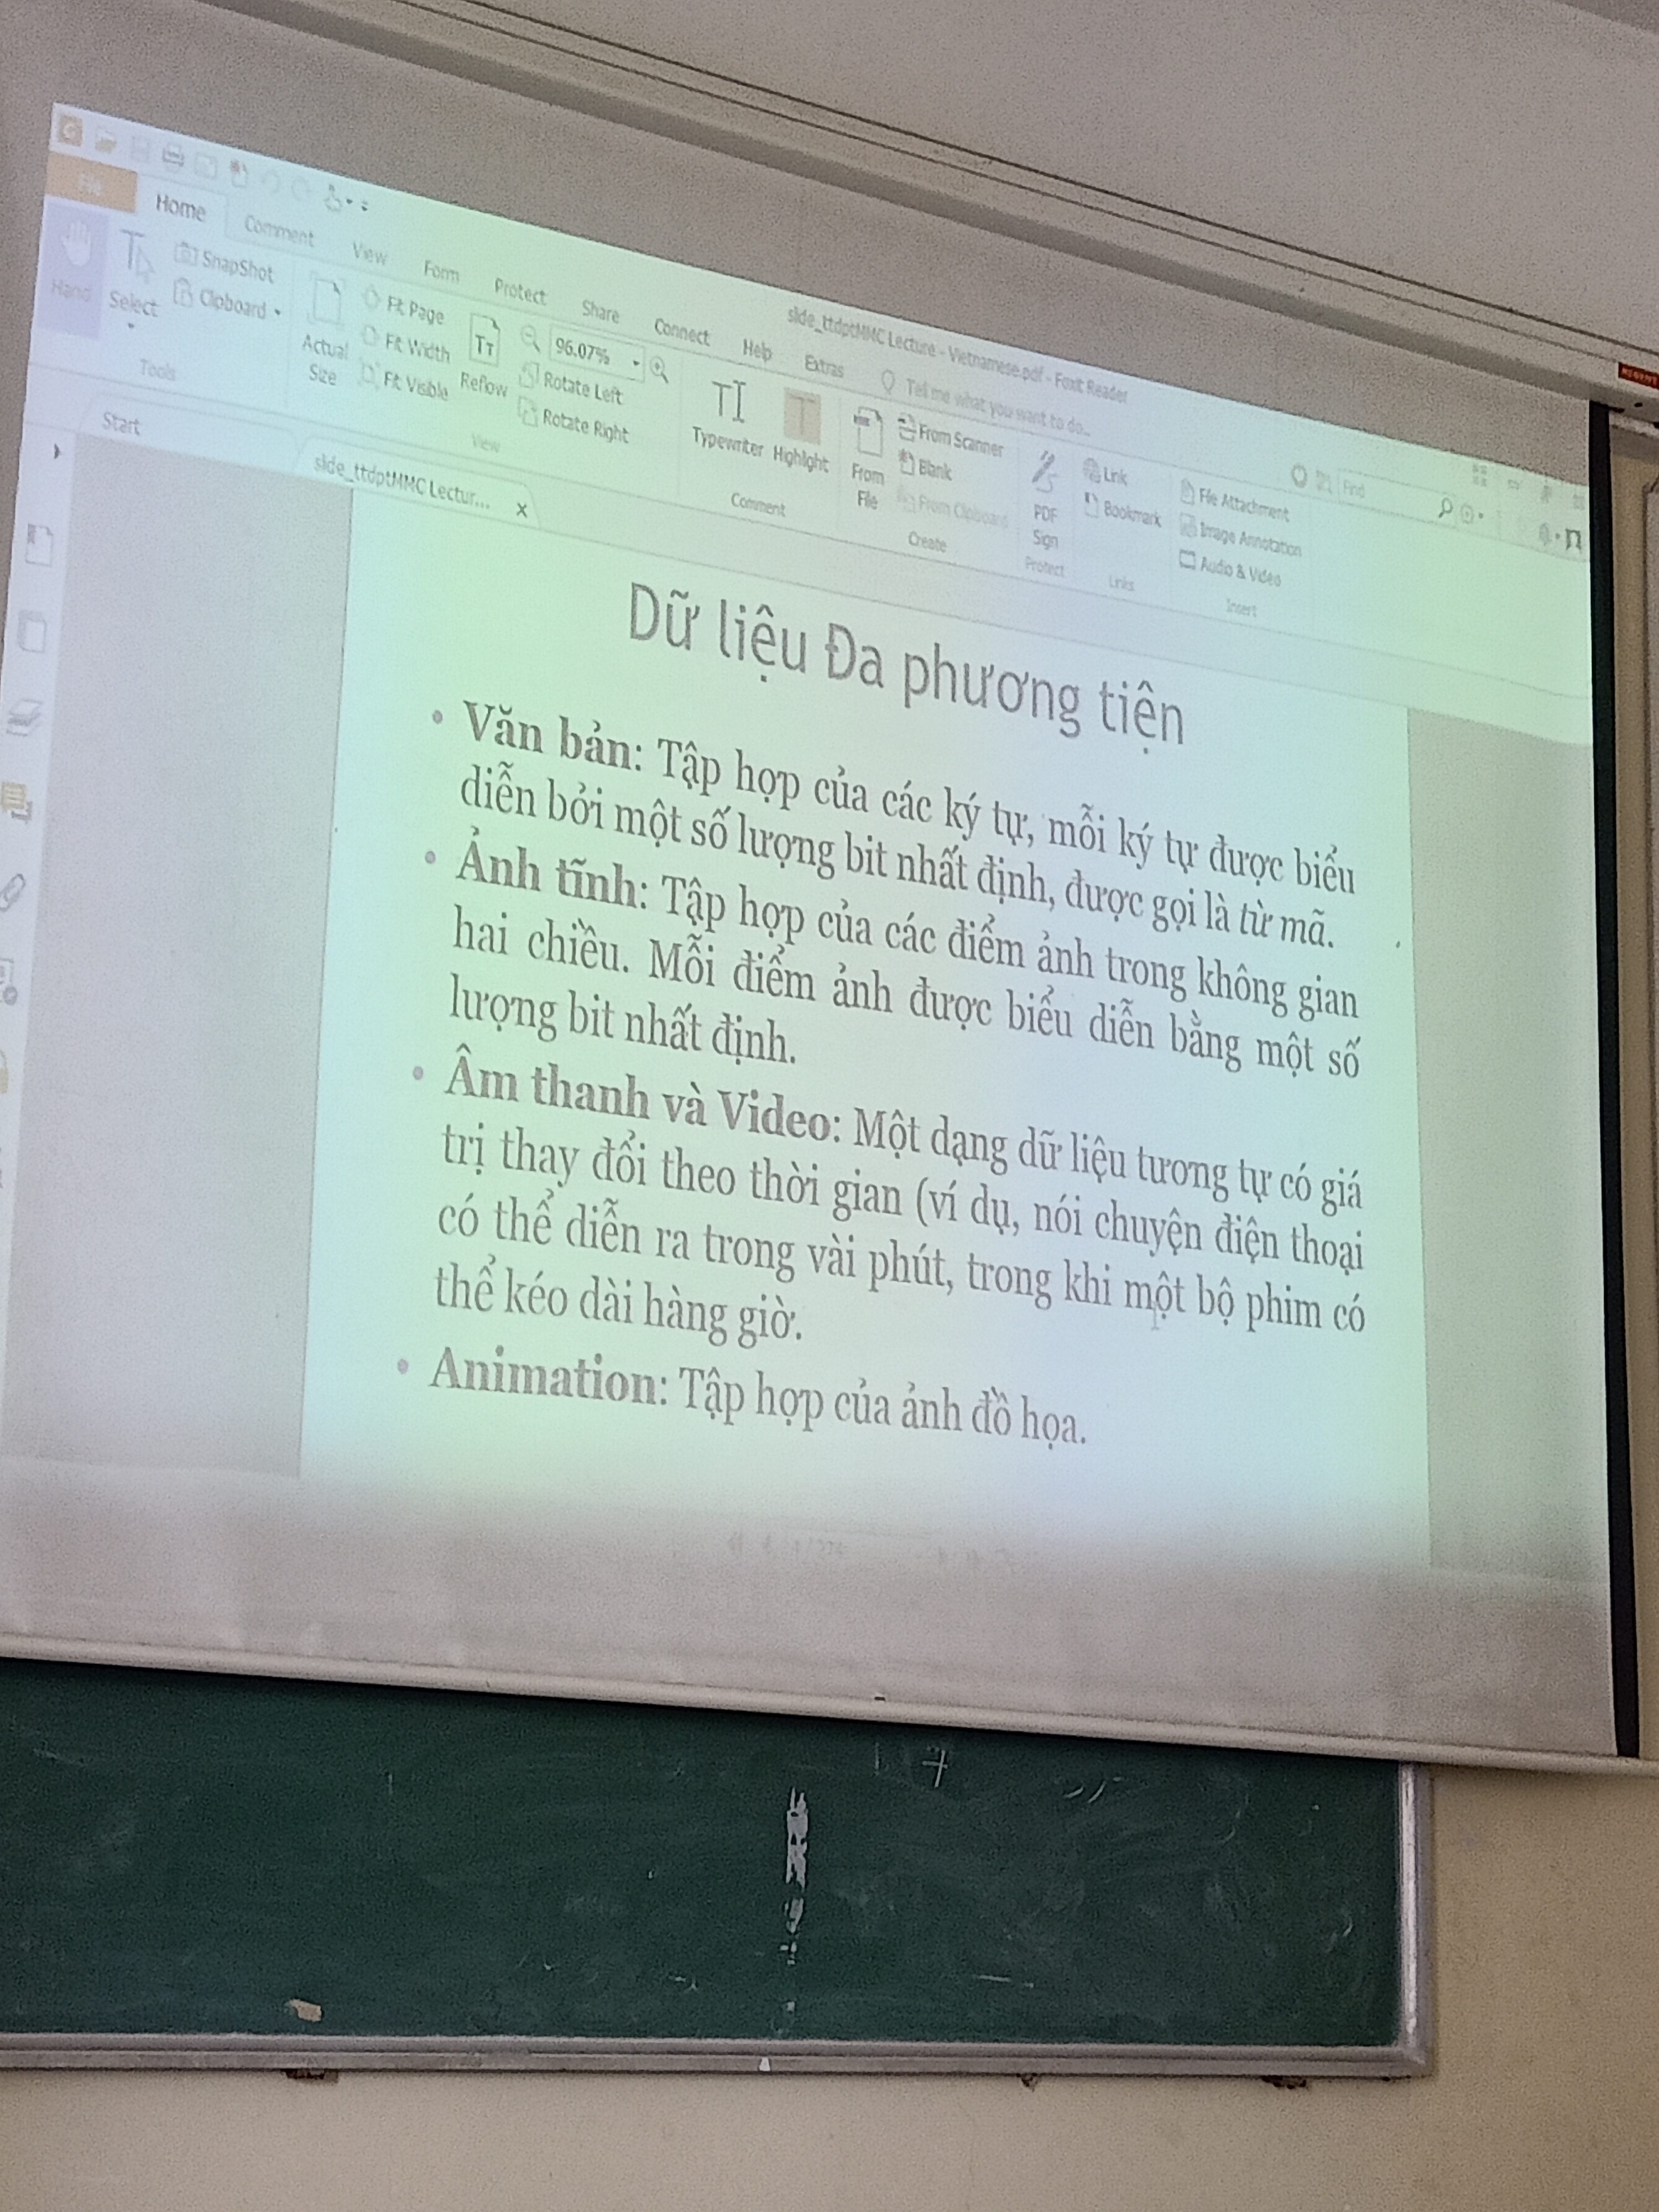 File
Home
Comment
View
Form
Protect
Share
Connect
Help
Extras
Tell me what you want to do..
slide_ttdptMMC Lecture - Vietnamese.pdf - Foxit Reader
Find
Hand
Select
SnapShot
Clipboard
Tools
Actual
Size
Fit Page
Fit Width
Fit Visible
Reflow
96.07%
Rotate Left
Rotate Right
View
Typewriter
Highlight
Comment
From
File
From Scanner
Blank
From Clipboard
Create
PDF
Sign
Protect
Link
Bookmark
Links
File Attachment
Image Annotation
Audio & Video
Insert
Start
slide_ttdptMMC Lectur... x
Dữ liệu Đa phương tiện
• Văn bản: Tập hợp của các ký tự, mỗi ký tự được biểu
diễn bởi một số lượng bit nhất định, được gọi là từ mã.
• Ảnh tĩnh: Tập hợp của các điểm ảnh trong không gian
hai chiều. Mỗi điểm ảnh được biểu diễn bằng một số
lượng bit nhất định.
• Âm thanh và Video: Một dạng dữ liệu tương tự có giá
trị thay đổi theo thời gian (ví dụ, nói chuyện điện thoại
có thể diễn ra trong vài phút, trong khi một bộ phim có
thể kéo dài hàng giờ.
• Animation: Tập hợp của ảnh đồ họa.